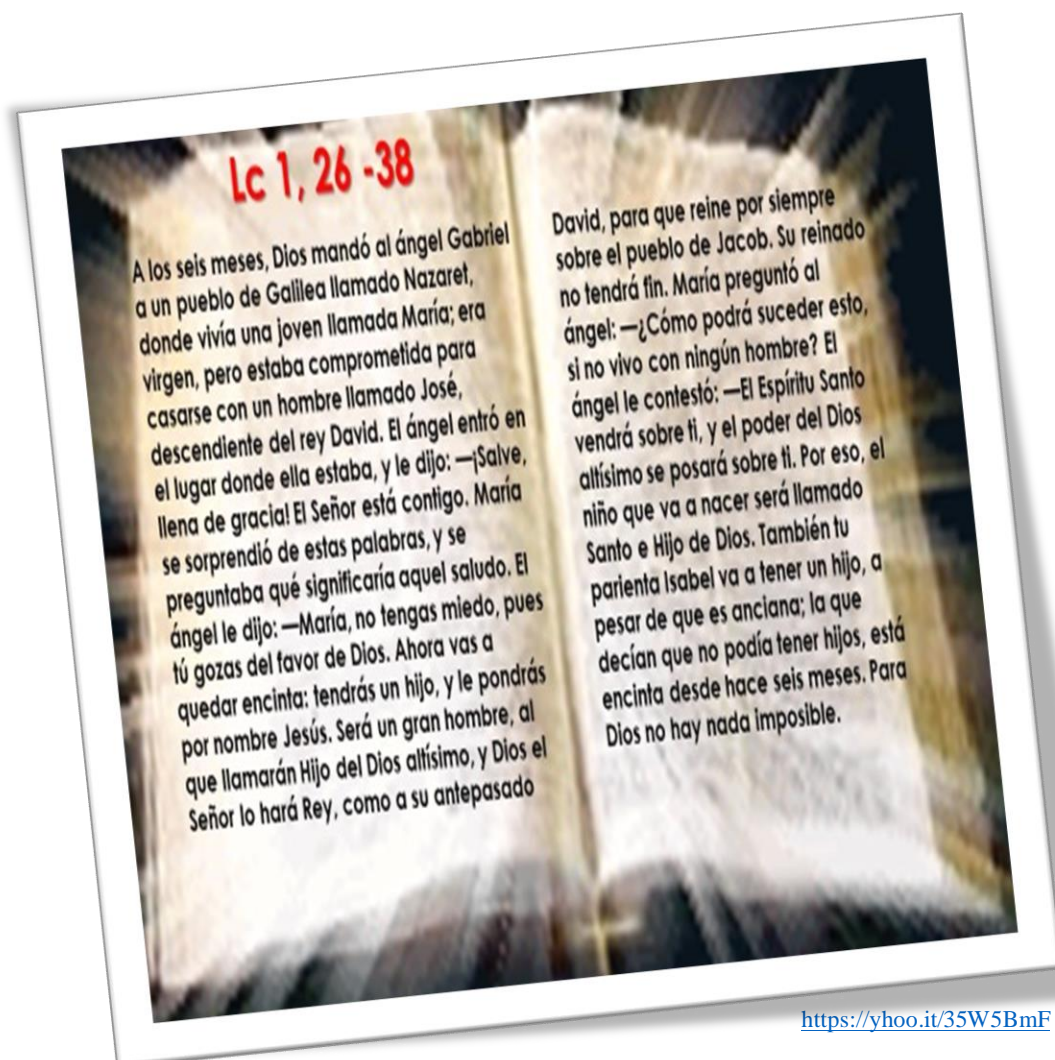 Lc 1, 26 -38
A los seis meses, Dios mandó al ángel Gabriel
a un pueblo de Galilea llamado Nazaret,
donde vivía una joven llamada María; era
virgen, pero estaba comprometida para
casarse con un hombre llamado José,
descendiente del rey David. El ángel entró en
el lugar donde ella estaba, y le dijo: —¡Salve,
llena de gracia! El Señor está contigo. María
se sorprendió de estas palabras, y se
preguntaba qué significaría aquel saludo. El
ángel le dijo: —María, no tengas miedo, pues
tú gozas del favor de Dios. Ahora vas a
quedar encinta: tendrás un hijo, y le pondrás
por nombre Jesús. Será un gran hombre, al
que llamarán Hijo del Dios altísimo, y Dios el
Señor lo hará Rey, como a su antepasado
David, para que reine por siempre
sobre el pueblo de Jacob. Su reinado
no tendrá fin. María preguntó al
ángel: —¿Cómo podrá suceder esto,
si no vivo con ningún hombre? El
ángel le contestó: —El Espíritu Santo
vendrá sobre ti, y el poder del Dios
altísimo se posará sobre ti. Por eso, el
niño que va a nacer será llamado
Santo e Hijo de Dios. También tu
parienta Isabel va a tener un hijo, a
pesar de que es anciana; la que
decían que no podía tener hijos, está
encinta desde hace seis meses. Para
Dios no hay nada imposible.
https://yhoo.it/35W5BmF